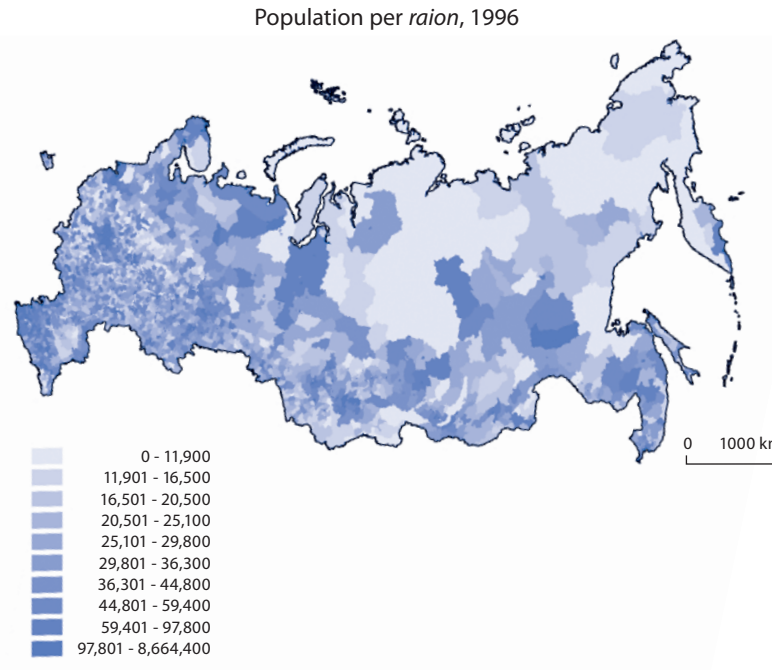 Population per raion, 1996
0 1000 km
0 - 11,900
11,901 - 16,500
16,501 - 20,500
20,501 - 25,100
25,101 - 29,800
29,801 - 36,300
36,301 - 44,800
44,801 - 59,400
59,401 - 97,800
97,801 - 8,664,400